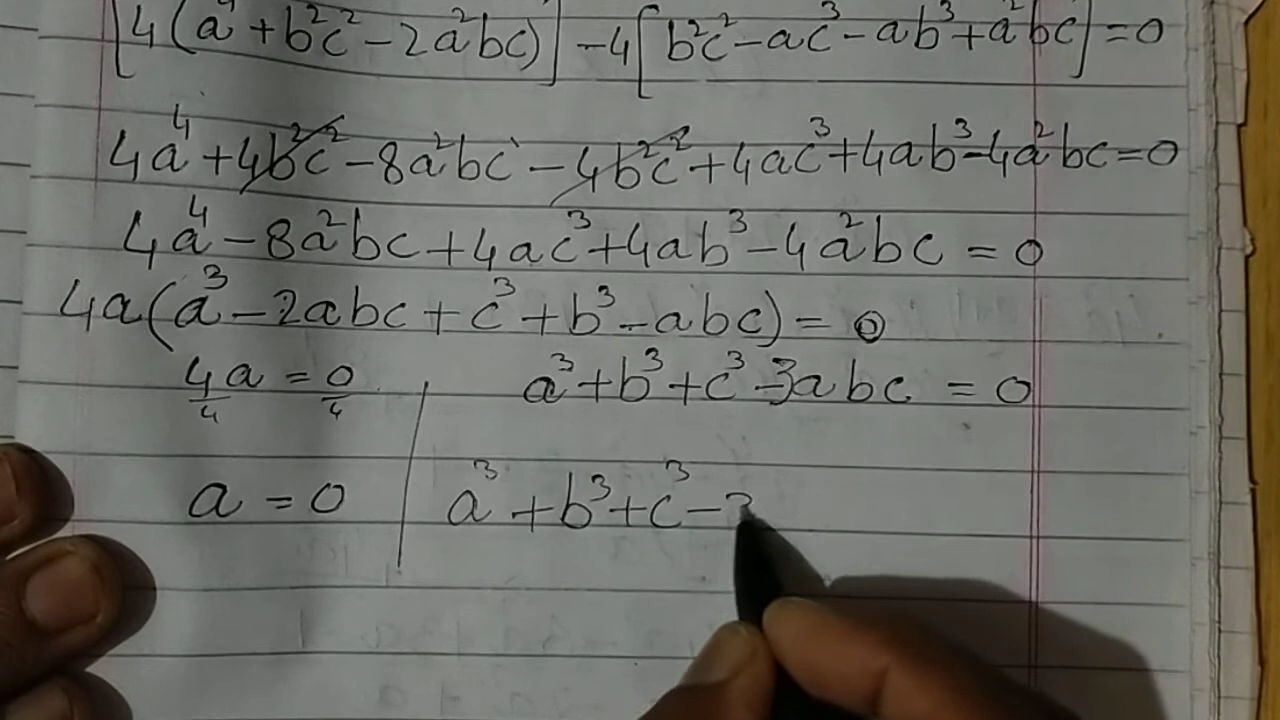 [4(a⁴+b²c²-2a²bc)]-4[b²c²-ac³-ab³+a²bc]=0
4a⁴+4b²c²-8a²bc-4b²c²+4ac³+4ab³-4a²bc=0
4a⁴-8a²bc+4ac³+4ab³-4a²bc=0
4a(a³-2abc+c³+b³-abc)=0
4a/4=0/4 a³+b³+c³-3abc=0
a=0 a³+b³+c³-3